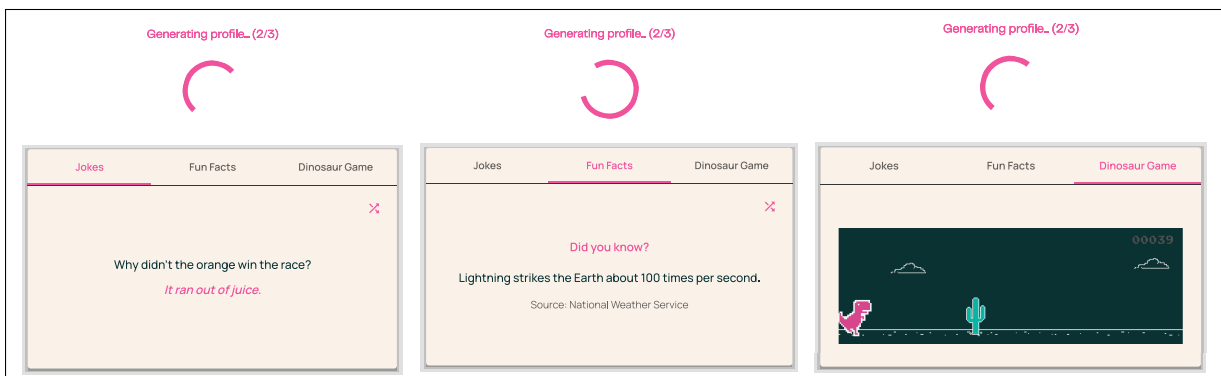 Generating profile... (2/3)
Jokes Fun Facts Dinosaur Game
Why didn't the orange win the race?
It ran out of juice.
Generating profile... (2/3)
Jokes Fun Facts Dinosaur Game
Did you know?
Lightning strikes the Earth about 100 times per second.
Source: National Weather Service
Generating profile... (2/3)
Jokes Fun Facts Dinosaur Game
00039